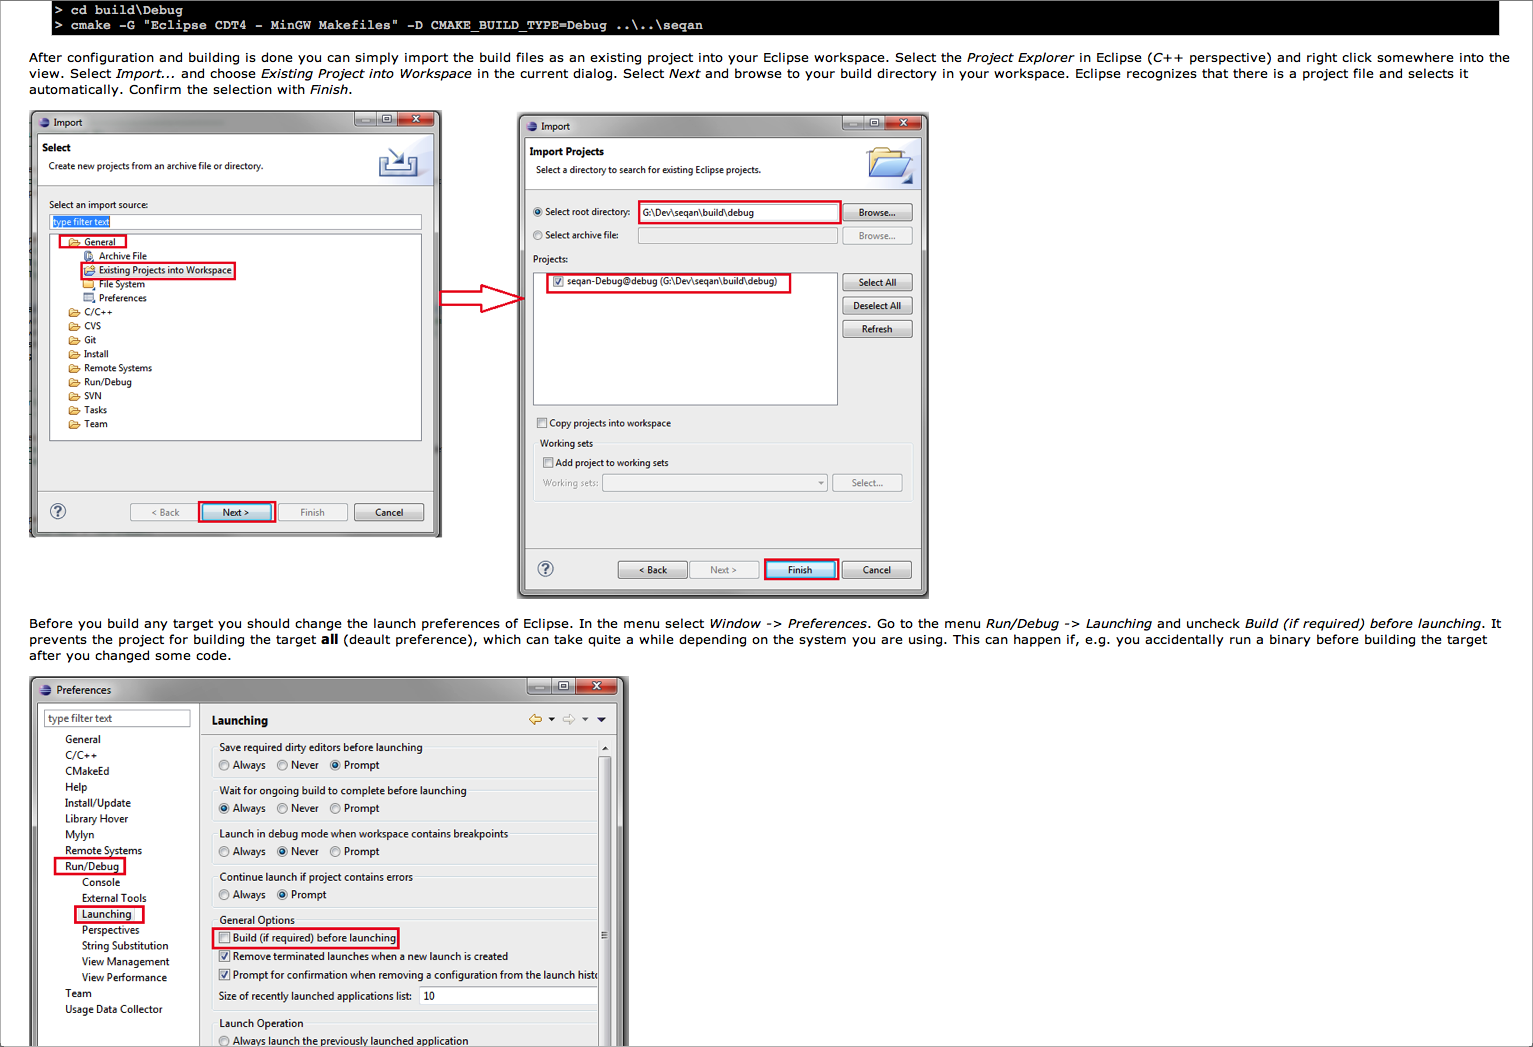 > cd build\Debug
> cmake -G "Eclipse CDT4 - MinGW Makefiles" -D CMAKE_BUILD_TYPE=Debug ..\..\seqan
After configuration and building is done you can simply import the build files as an existing project into your Eclipse workspace. Select the Project Explorer in Eclipse (C++ perspective) and right click somewhere into the
view. Select Import... and choose Existing Project into Workspace in the current dialog. Select Next and browse to your build directory in your workspace. Eclipse recognizes that there is a project file and selects it
automatically. Confirm the selection with Finish.
Import
Select
Create new projects from an archive file or directory.
Select an import source:
type filter text
General
Archive File
Existing Projects into Workspace
File System
Preferences
C/C++
CVS
Git
Install
Remote Systems
Run/Debug
SVN
Tasks
Team
? < Back Next > Finish Cancel
Import
Import Projects
Select a directory to search for existing Eclipse projects.
Select root directory: G:\Dev\seqan\build\debug Browse...
Select archive file: Browse...
Projects:
seqan-Debug@debug (G:\Dev\seqan\build\debug) Select All
Deselect All
Refresh
Copy projects into workspace
Working sets
Add project to working sets
Working sets: Select...
? < Back Next > Finish Cancel
Before you build any target you should change the launch preferences of Eclipse. In the menu select Window -> Preferences. Go to the menu Run/Debug -> Launching and uncheck Build (if required) before launching. It
prevents the project for building the target all (deault preference), which can take quite a while depending on the system you are using. This can happen if, e.g. you accidentally run a binary before building the target
after you changed some code.
Preferences
type filter text
General
C/C++
CMakeEd
Help
Install/Update
Library Hover
Mylyn
Remote Systems
Run/Debug
Console
External Tools
Launching
Perspectives
String Substitution
View Management
View Performance
Team
Usage Data Collector
Launching
Save required dirty editors before launching
Always Never Prompt
Wait for ongoing build to complete before launching
Always Never Prompt
Launch in debug mode when workspace contains breakpoints
Always Never Prompt
Continue launch if project contains errors
Always Prompt
General Options
Build (if required) before launching
Remove terminated launches when a new launch is created
Prompt for confirmation when removing a configuration from the launch histo
Size of recently launched applications list: 10
Launch Operation
Always launch the previously launched application